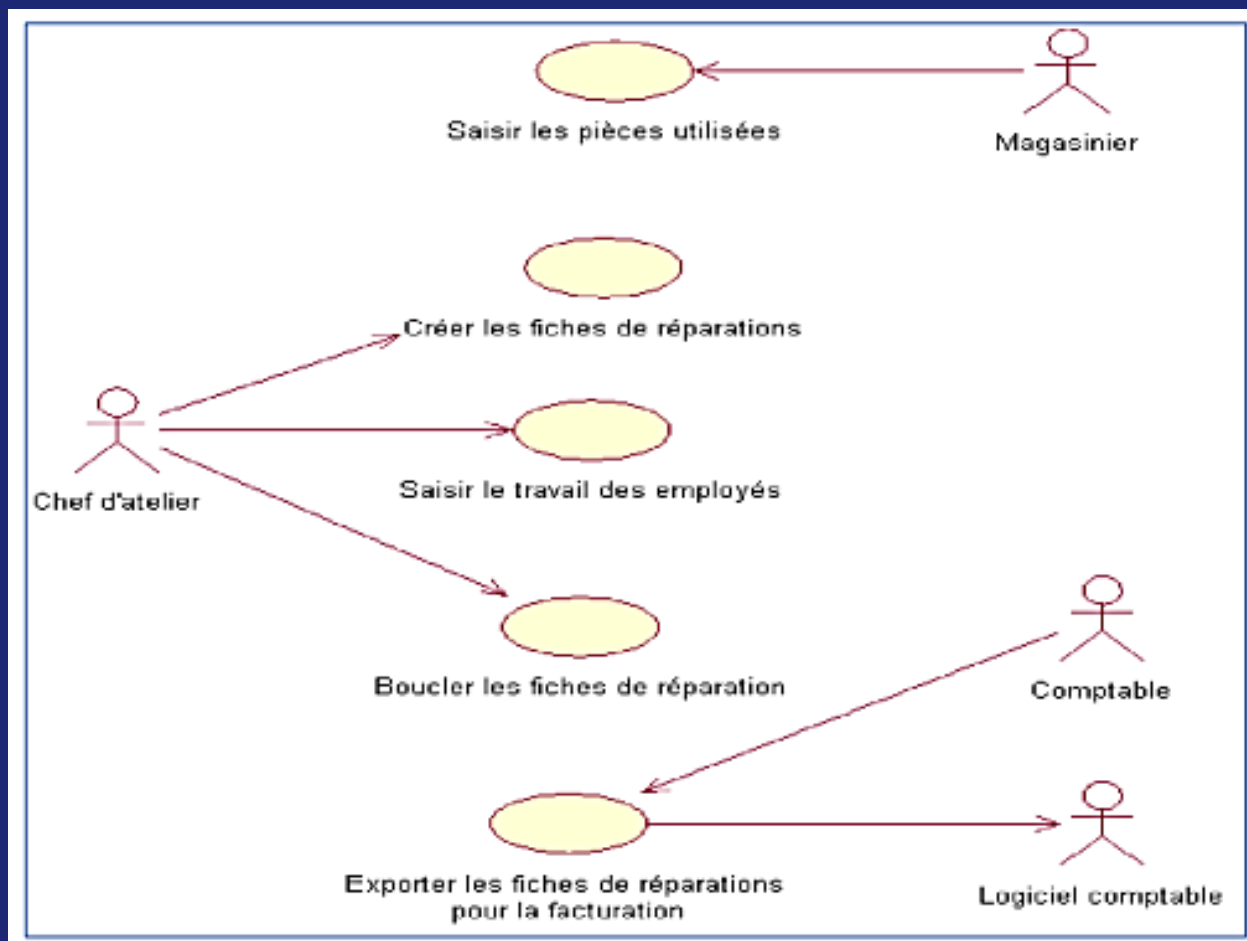 Saisir les pièces utilisées
Magasinier
Créer les fiches de réparations
Chef d'atelier
Saisir le travail des employés
Boucler les fiches de réparation
Comptable
Exporter les fiches de réparations
pour la facturation
Logiciel comptable